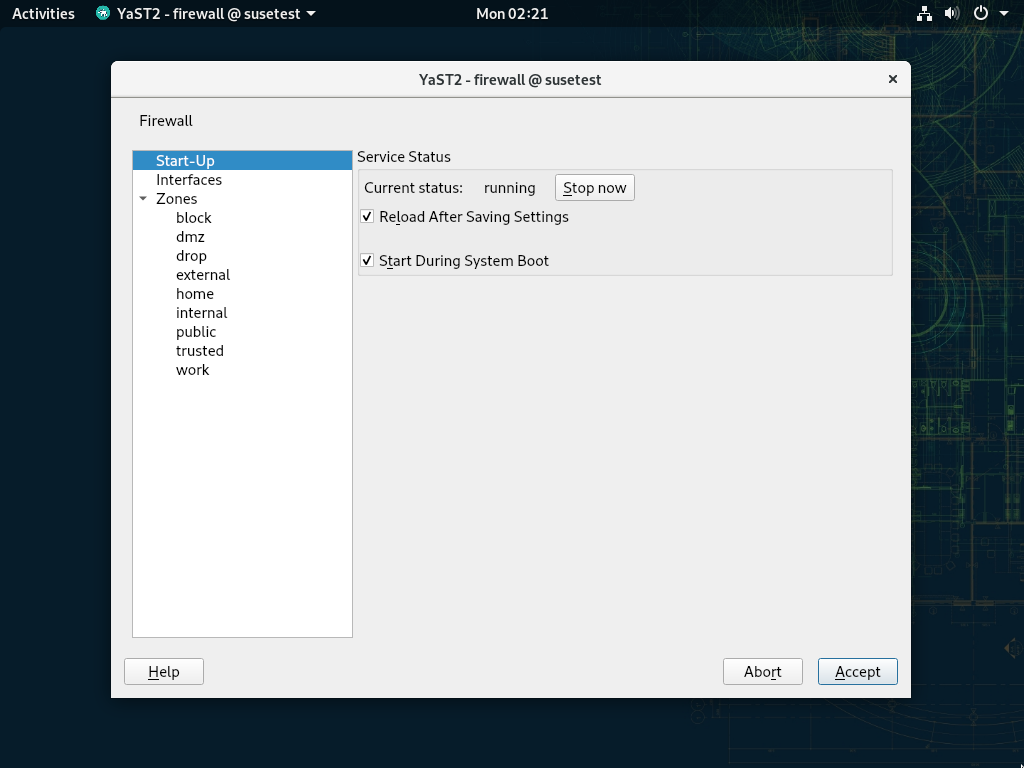 Activities YaST2 - firewall @ susetest Mon 02:21
YaST2 - firewall @ susetest
Firewall
Start-Up
Interfaces
Zones
block
dmz
drop
external
home
internal
public
trusted
work
Service Status
Current status: running Stop now
Reload After Saving Settings
Start During System Boot
Help Abort Accept